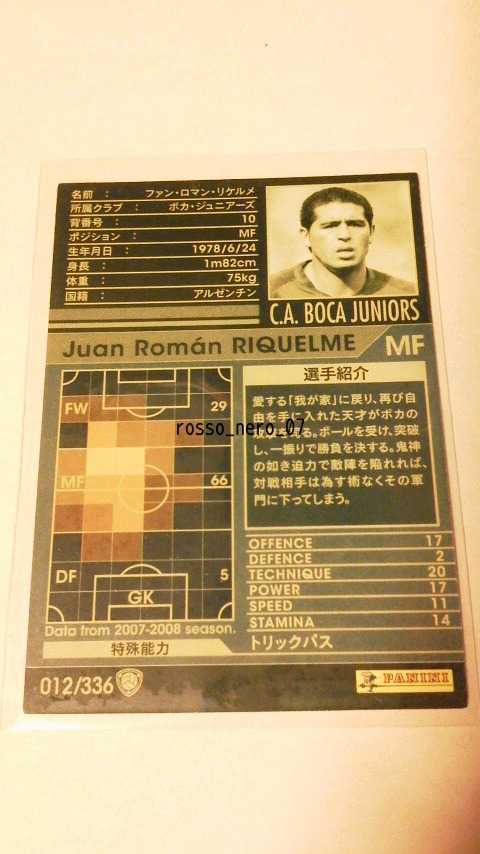 名前 : ファン・ロマン・リケルメ
所属クラブ : ボカ・ジュニアーズ
背番号 : 10
ポジション : MF
生年月日 : 1978/6/24
身長 : 1m82cm
体重 : 75kg
国籍 : アルゼンチン
C.A. BOCA JUNIORS
Juan Román RIQUELME MF
選手紹介
愛する「我が家」に戻り、再び自
由を手に入れた天才がボカの
る。ボールを受け、突破
し、一振りで勝負を決する。鬼神
の如き迫力で敵陣を陥れれば、
対戦相手は為す術なくその軍
門に下ってしまう。
FW 29
rosso_nero_07
MF 66
DF 5
GK
Data from 2007-2008 season.
OFFENCE 17
DEFENCE 2
TECHNIQUE 20
POWER 17
SPEED 11
STAMINA 14
特殊能力 トリックパス
012/336
PANINI